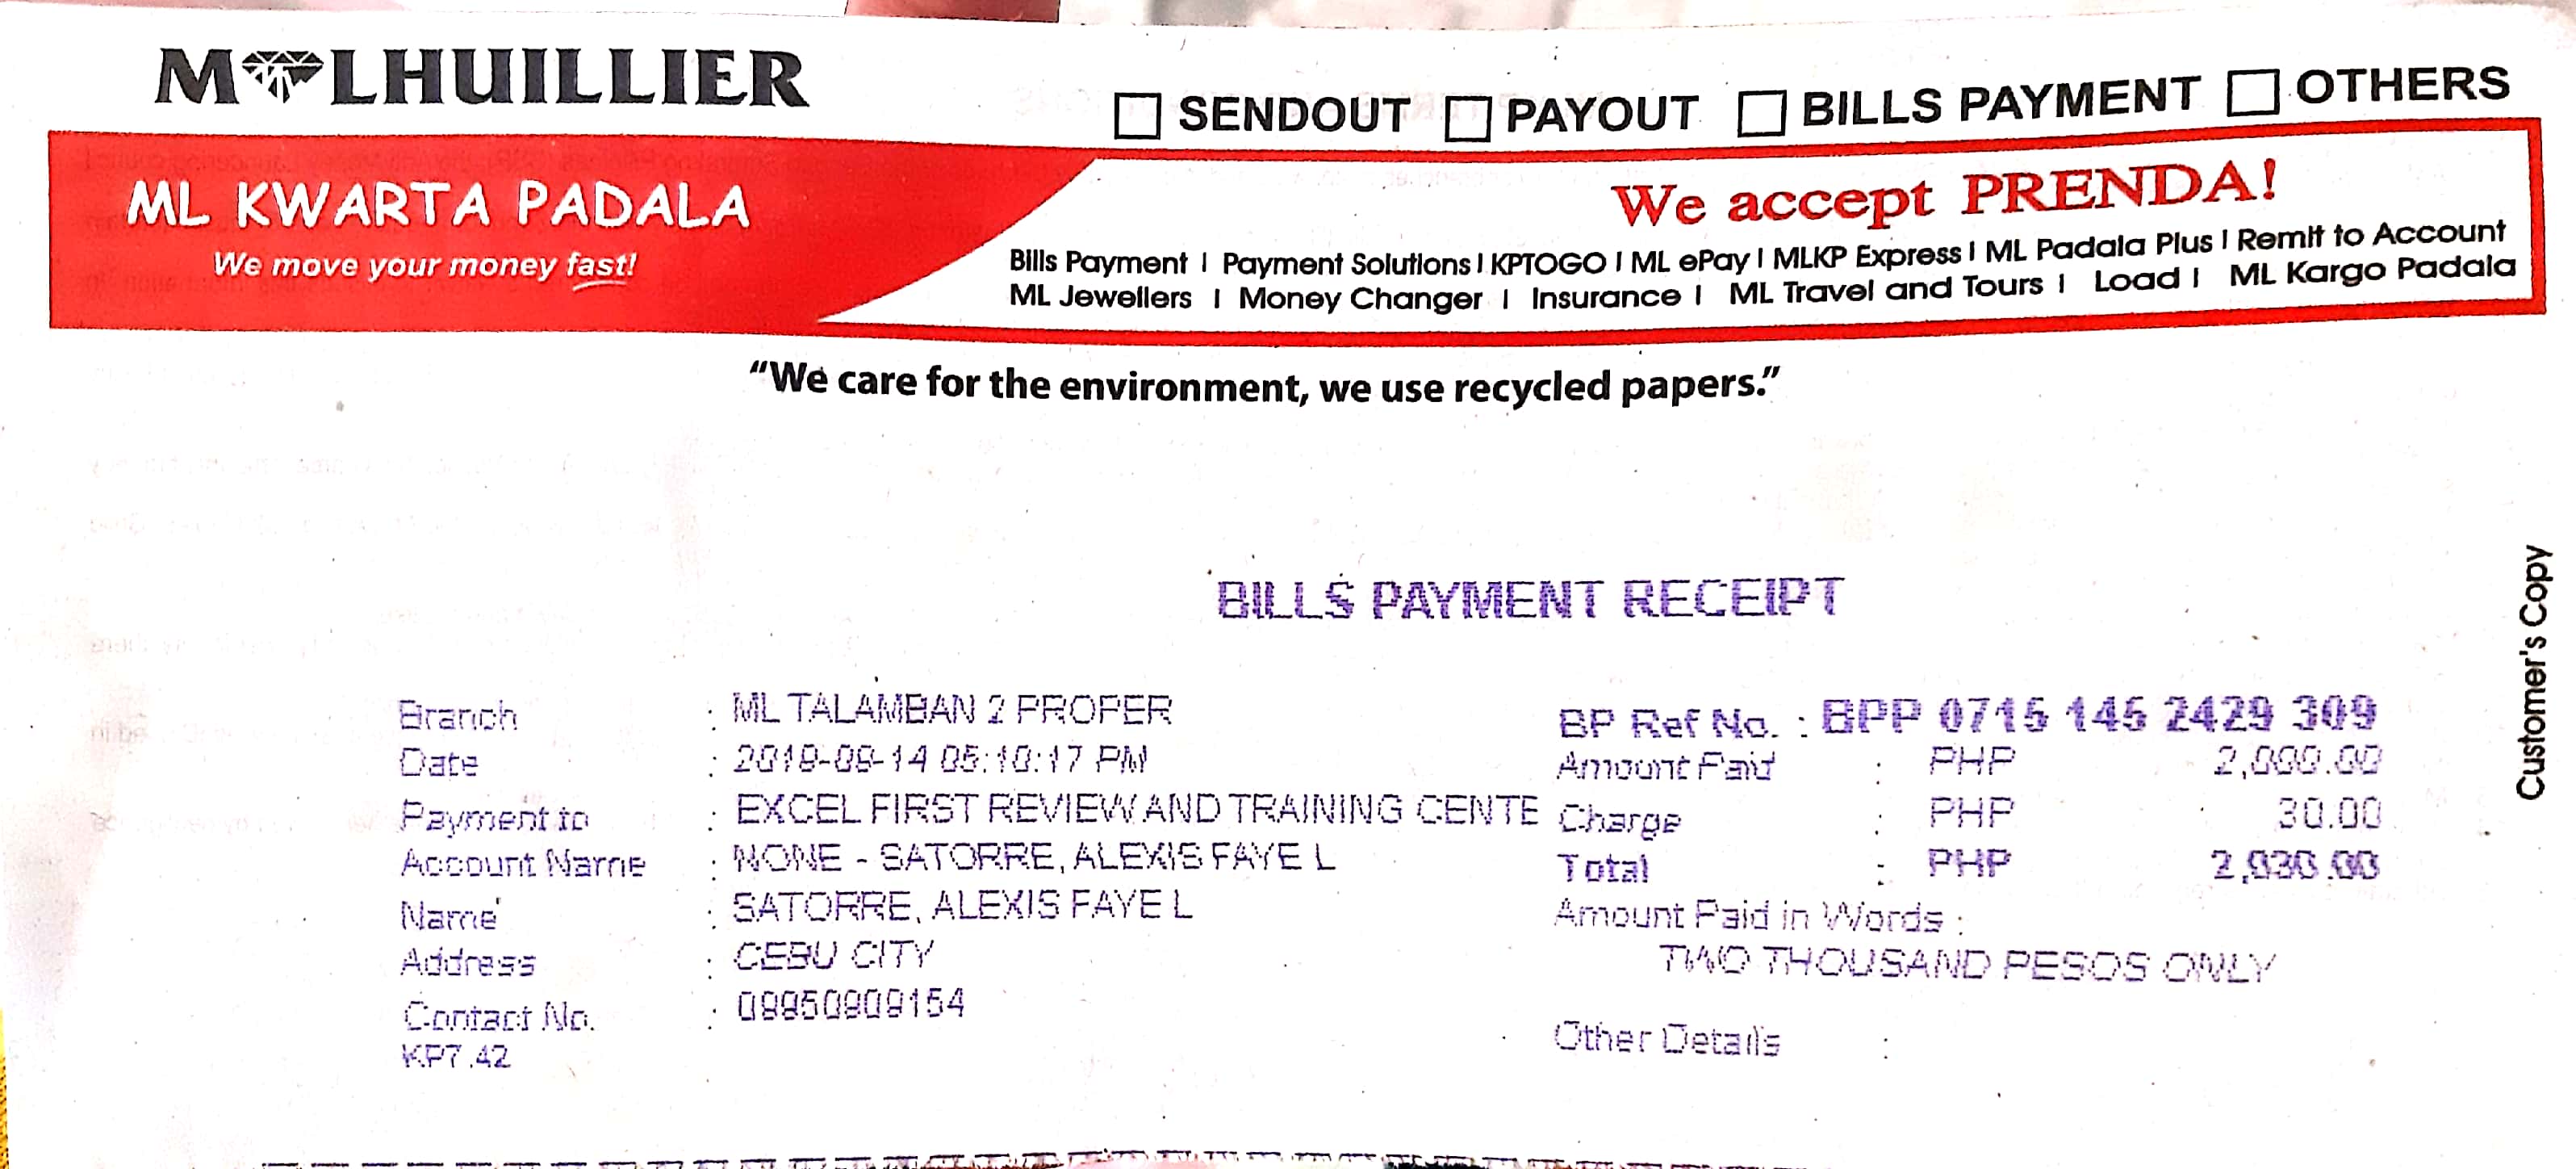 M LHUILLIER
SENDOUT PAYOUT BILLS PAYMENT OTHERS
ML KWARTA PADALA
We move your money fast!
We accept PRENDA!
Bills Payment | Payment Solutions | KPTOGO | ML ePay | MLKP Express | ML Padala Plus | Remit to Account
ML Jewellers | Money Changer | Insurance | ML Travel and Tours | Load | ML Kargo Padala
"We care for the environment, we use recycled papers."
BILLS PAYMENT RECEIPT
Branch : ML TALAMBAN 2 PROPER
Date : 2019-09-14 05:10:17 PM
Payment to : EXCEL FIRST REVIEW AND TRAINING CENTE
Account Name : NONE - SATORRE, ALEXIS FAYE L
Name : SATORRE, ALEXIS FAYE L
Address : CEBU CITY
Contact No. : 09950909154
KP7.42
BP Ref No. : BPP 0715 145 2429 309
Amount Paid : PHP 2,000.00
Charge : PHP 30.00
Total : PHP 2,030.00
Amount Paid in Words :
TWO THOUSAND PESOS ONLY
Other Details :
Customer's Copy